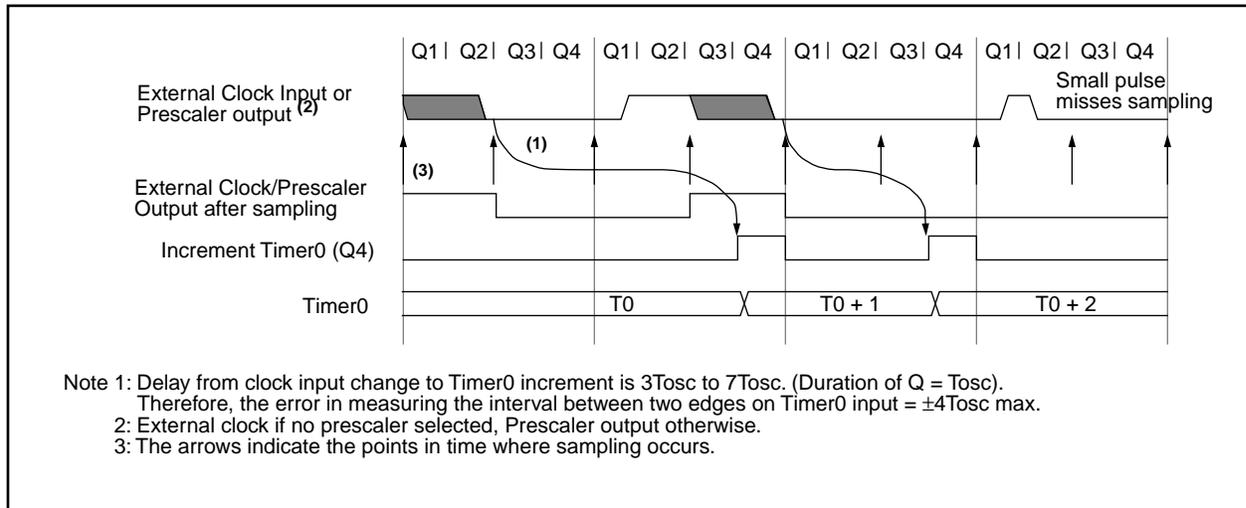 Q1| Q2| Q3| Q4 Q1| Q2| Q3| Q4 Q1| Q2| Q3| Q4 Q1| Q2| Q3| Q4
External Clock Input or
Prescaler output (2)
Small pulse
misses sampling
(1)
(3)
External Clock/Prescaler
Output after sampling
Increment Timer0 (Q4)
Timer0
T0 T0 + 1 T0 + 2
Note 1: Delay from clock input change to Timer0 increment is 3Tosc to 7Tosc. (Duration of Q = Tosc).
Therefore, the error in measuring the interval between two edges on Timer0 input = ±4Tosc max.
2: External clock if no prescaler selected, Prescaler output otherwise.
3: The arrows indicate the points in time where sampling occurs.